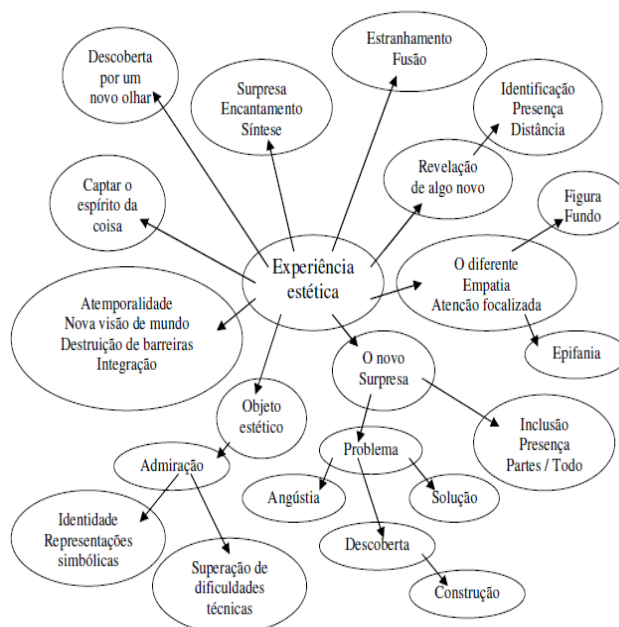 Estranhamento
Fusão
Descoberta
por um
novo olhar
Surpresa
Encantamento
Síntese
Identificação
Presença
Distância
Revelação
de algo novo
Captar o
espírito da
coisa
Figura
Fundo
Experiência
estética
O diferente
Empatia
Atenção focalizada
Atemporalidade
Nova visão de mundo
Destruição de barreiras
Integração
Epifania
O novo
Surpresa
Objeto
estético
Inclusão
Presença
Partes / Todo
Problema
Admiração
Angústia
Solução
Identidade
Representações
simbólicas
Descoberta
Superação de
dificuldades
técnicas
Construção